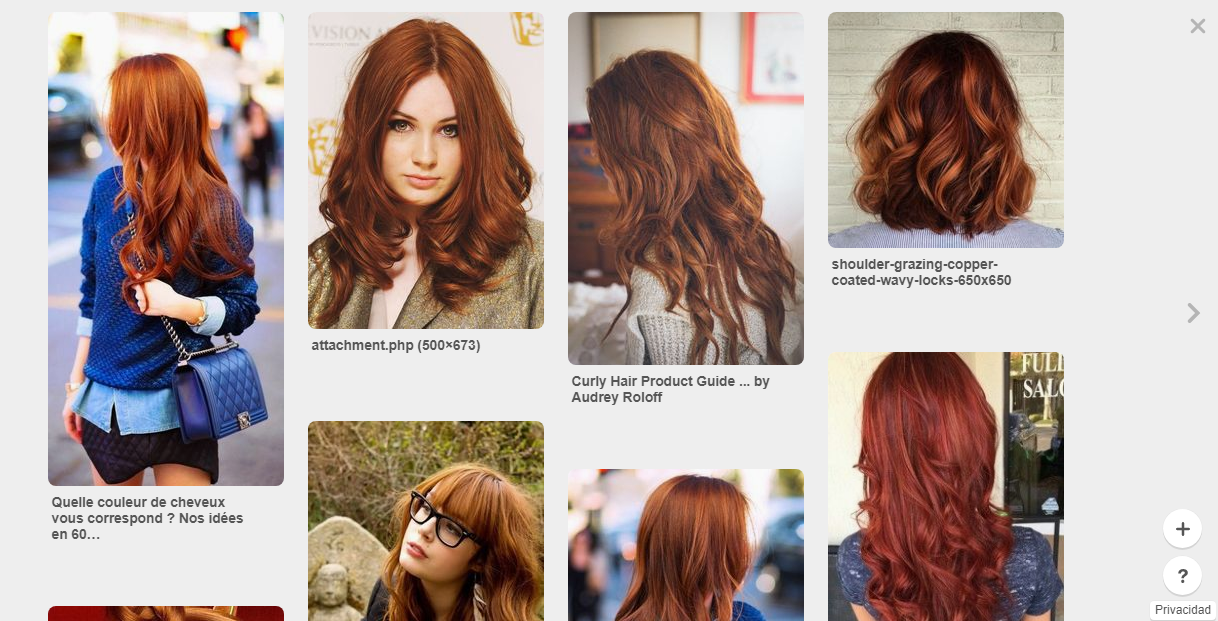 VISION A
attachment.php (500×673)
Curly Hair Product Guide ... by
Audrey Roloff
shoulder-grazing-copper-
coated-wavy-locks-650x650
FULL
SALO
Quelle couleur de cheveux
vous correspond ? Nos idées
en 60...
+
?
Privacidad